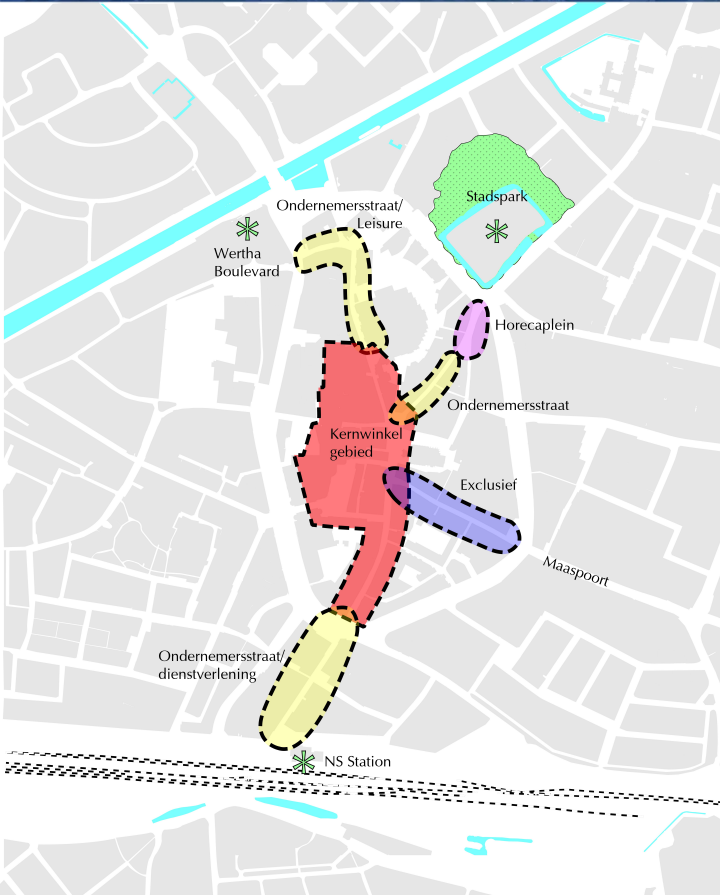 Stadspark
Ondernemersstraat/
Leisure
Wertha
Boulevard
Horecaplein
Ondernemersstraat
Kernwinkel
gebied
Exclusief
Maaspoort
Ondernemersstraat/
dienstverlening
NS Station